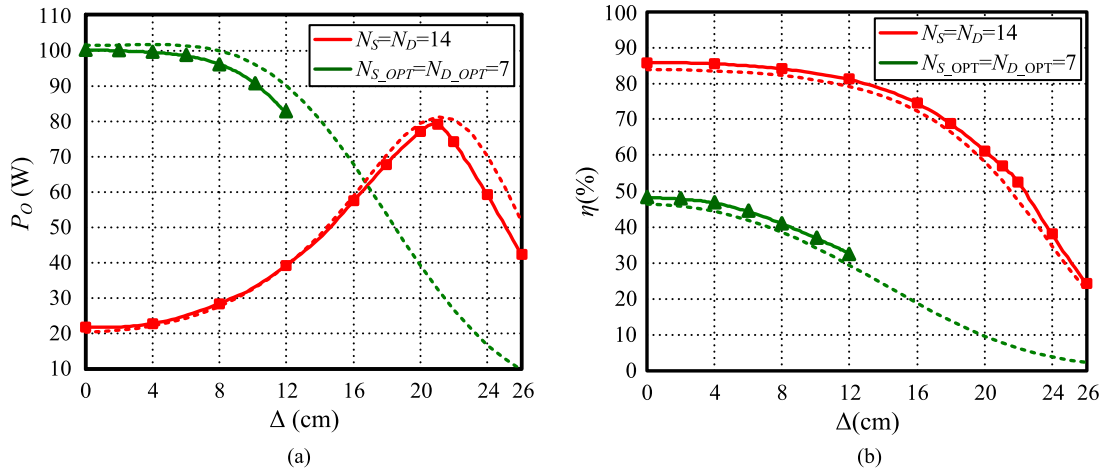 110
100
90
80
70
60
50
40
30
20
10
P_O (W)
N_S=N_D=14
N_S_OPT=N_D_OPT=7
0 4 8 12 16 20 24 26
Δ (cm)
(a)
100
90
80
70
60
50
40
30
20
10
0
η(%)
N_S=N_D=14
N_S_OPT=N_D_OPT=7
0 4 8 12 16 20 24 26
Δ(cm)
(b)